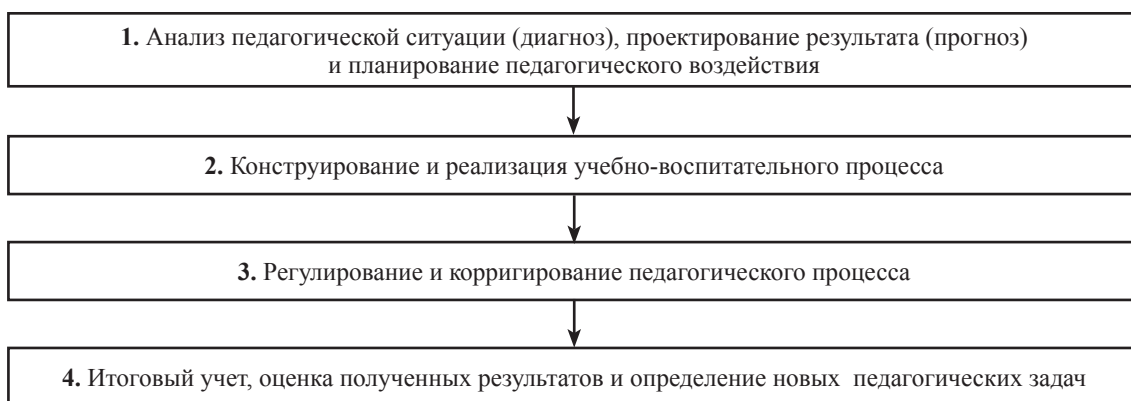 1. Анализ педагогической ситуации (диагноз), проектирование результата (прогноз)
и планирование педагогического воздействия
2. Конструирование и реализация учебно-воспитательного процесса
3. Регулирование и корригирование педагогического процесса
4. Итоговый учет, оценка полученных результатов и определение новых педагогических задач